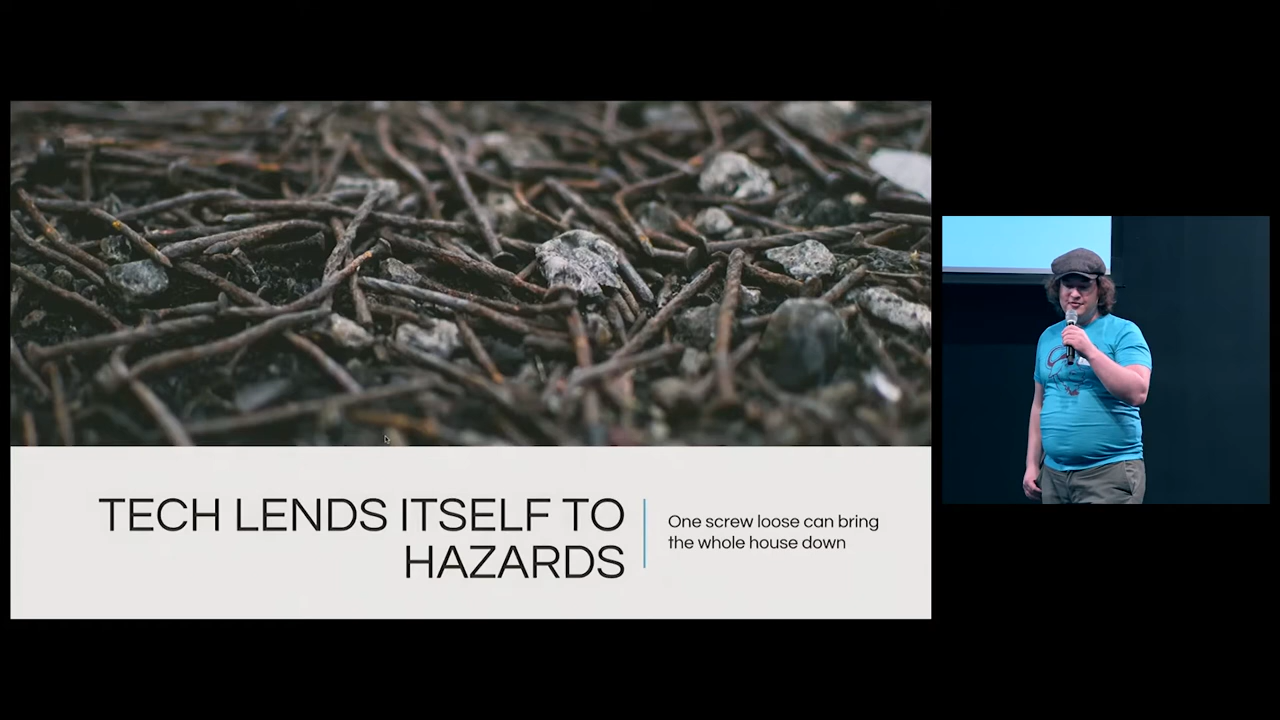 TECH LENDS ITSELF TO
HAZARDS
One screw loose can bring
the whole house down